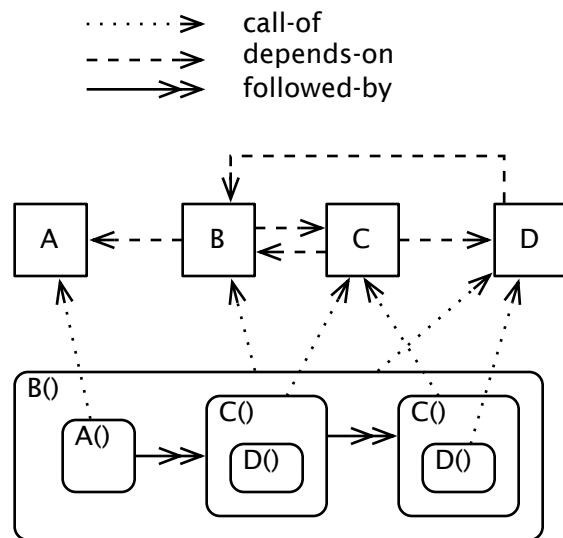 call-of
depends-on
followed-by
A B C D
B()
A() C() C()
D() D()